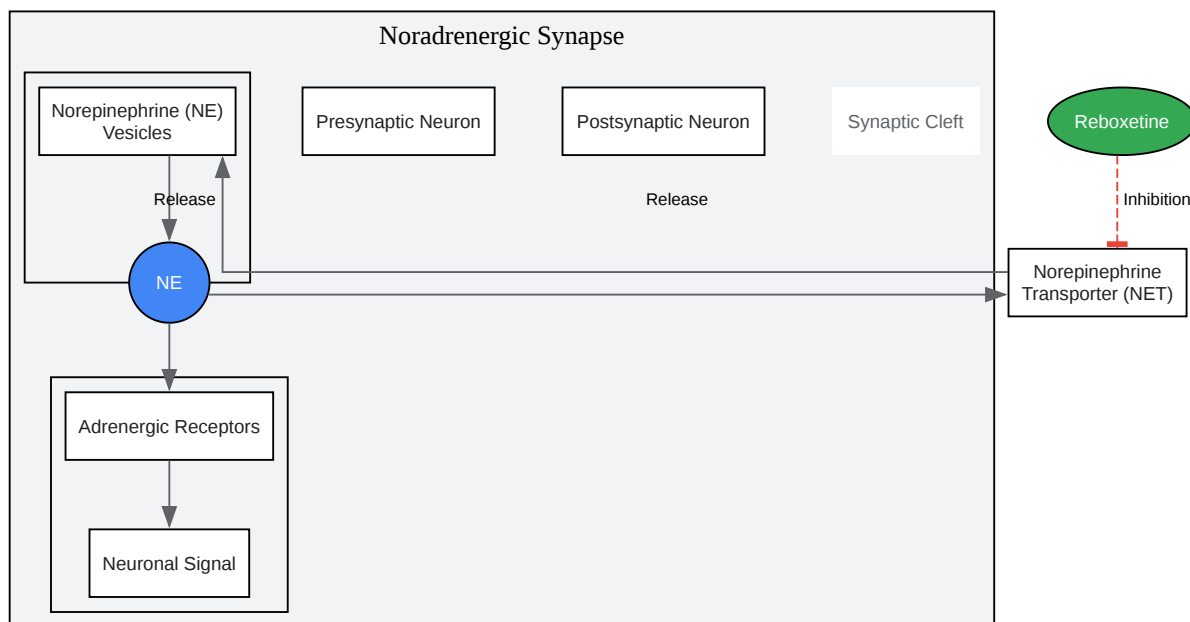 Noradrenergic Synapse
Norepinephrine (NE)
Vesicles
Presynaptic Neuron
Postsynaptic Neuron
Synaptic Cleft
Reboxetine
Release
Release
Inhibition
NE
Norepinephrine
Transporter (NET)
Adrenergic Receptors
Neuronal Signal